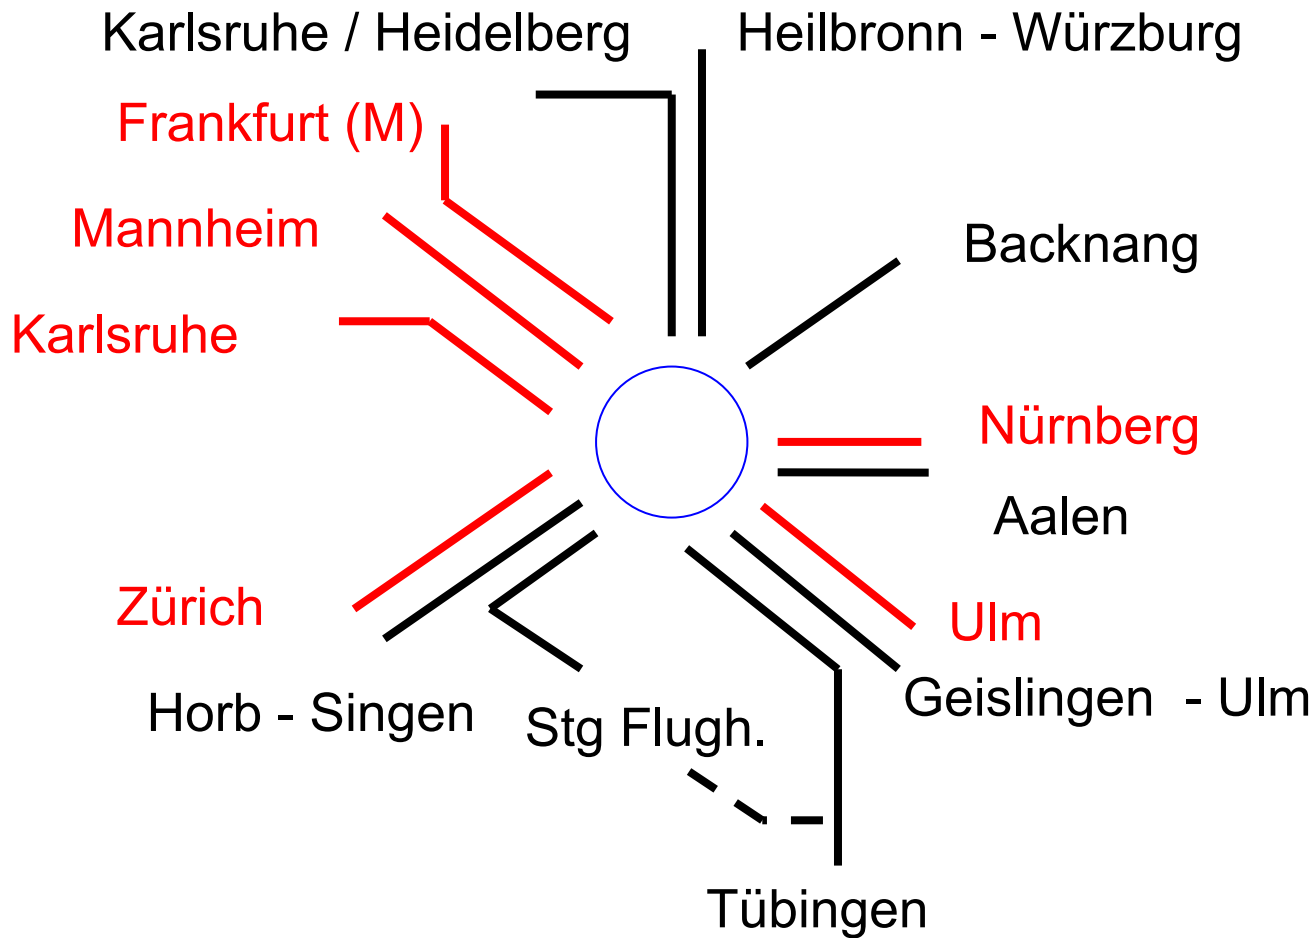 Karlsruhe / Heidelberg
Heilbronn - Würzburg
Frankfurt (M)
Mannheim
Backnang
Karlsruhe
Nürnberg
Aalen
Zürich
Ulm
Horb - Singen
Stg Flugh.
Geislingen - Ulm
Tübingen